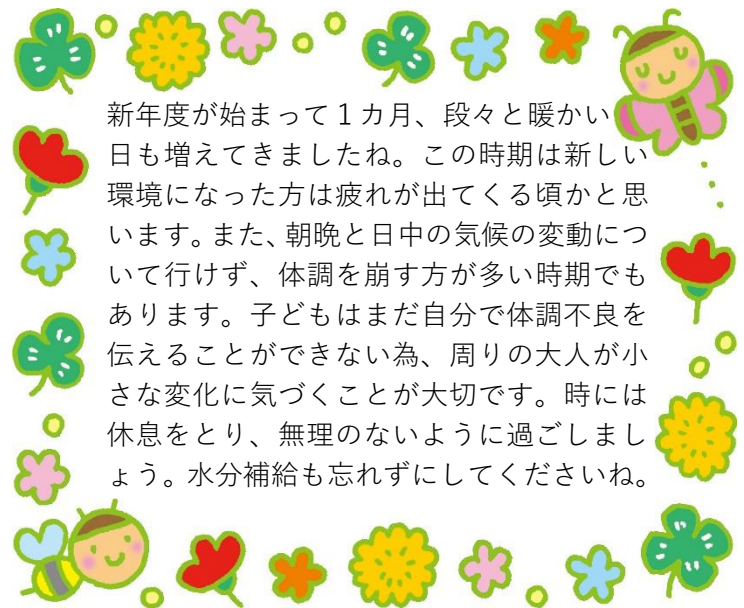 新年度が始まって１カ月、段々と暖かい
日も増えてきましたね。この時期は新しい
環境になった方は疲れが出てくる頃かと思
います。また、朝晩と日中の気候の変動につ
いて行けず、体調を崩す方が多い時期でも
あります。子どもはまだ自分で体調不良を
伝えることができない為、周りの大人が小
さな変化に気づくことが大切です。時には
休息をとり、無理のないように過ごしまし
ょう。水分補給も忘れずにしてくださいね。